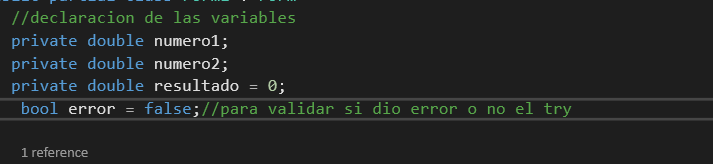 //declaracion de las variables
private double numero1;
private double numero2;
private double resultado = 0;
bool error = false;//para validar si dio error o no el try
1 reference